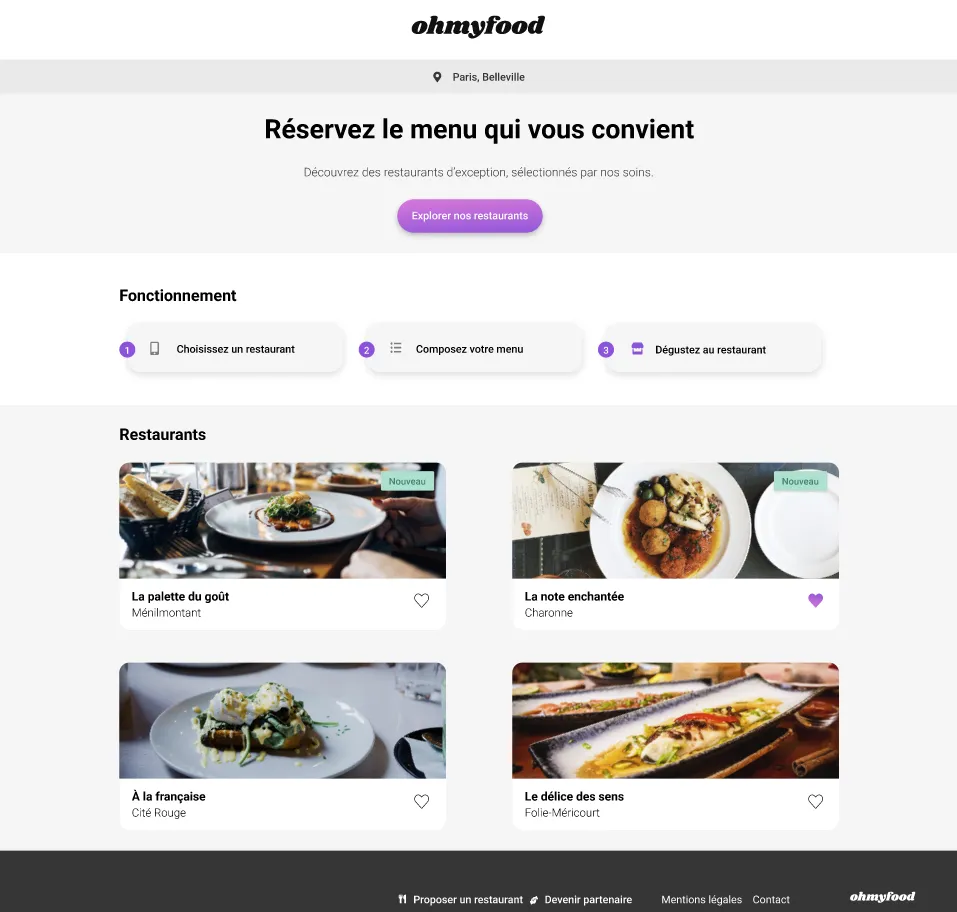 ohmyfood
Paris, Belleville
Réservez le menu qui vous convient
Découvrez des restaurants d'exception, sélectionnés par nos soins.
Explorer nos restaurants
Fonctionnement
1 Choisissez un restaurant
2 Composez votre menu
3 Dégustez au restaurant
Restaurants
Nouveau
La palette du goût
Ménilmontant
Nouveau
La note enchantée
Charonne
À la française
Cité Rouge
Le délice des sens
Folie-Méricourt
Proposer un restaurant Devenir partenaire Mentions légales Contact ohmyfood